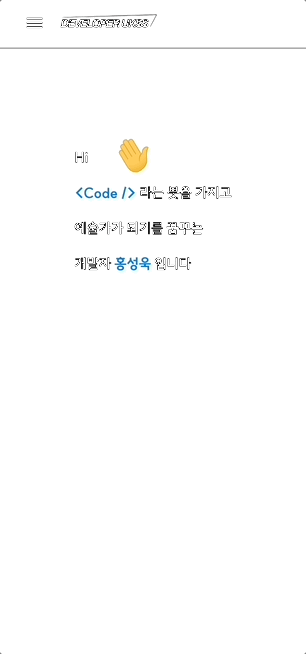 DEVELOPER UKSS
Hi
<Code /> 라는 붓을 가지고
예술가가 되기를 꿈꾸는
개발자 홍성욱 입니다